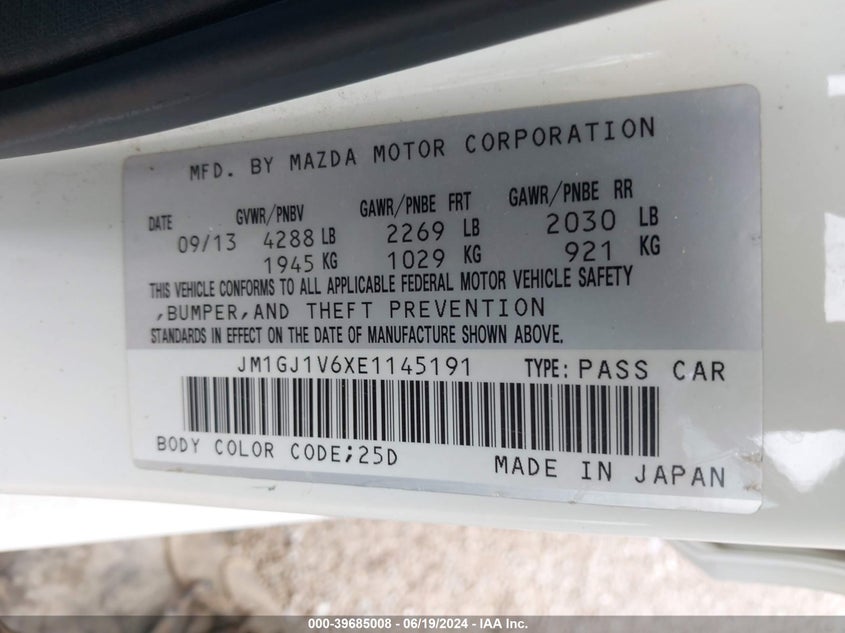 MFD. BY MAZDA MOTOR CORPORATION
DATE GVWR/PNBV GAWR/PNBE FRT GAWR/PNBE RR
09/13 4288 LB 2269 LB 2030 LB
1945 KG 1029 KG 921 KG
THIS VEHICLE CONFORMS TO ALL APPLICABLE FEDERAL MOTOR VEHICLE SAFETY
,BUMPER,AND THEFT PREVENTION
STANDARDS IN EFFECT ON THE DATE OF MANUFACTURE SHOWN ABOVE.
JM1GJ1V6XE1145191 TYPE: PASS CAR
BODY COLOR CODE;25D MADE IN JAPAN
000-39685008 - 06/19/2024 - IAA Inc.